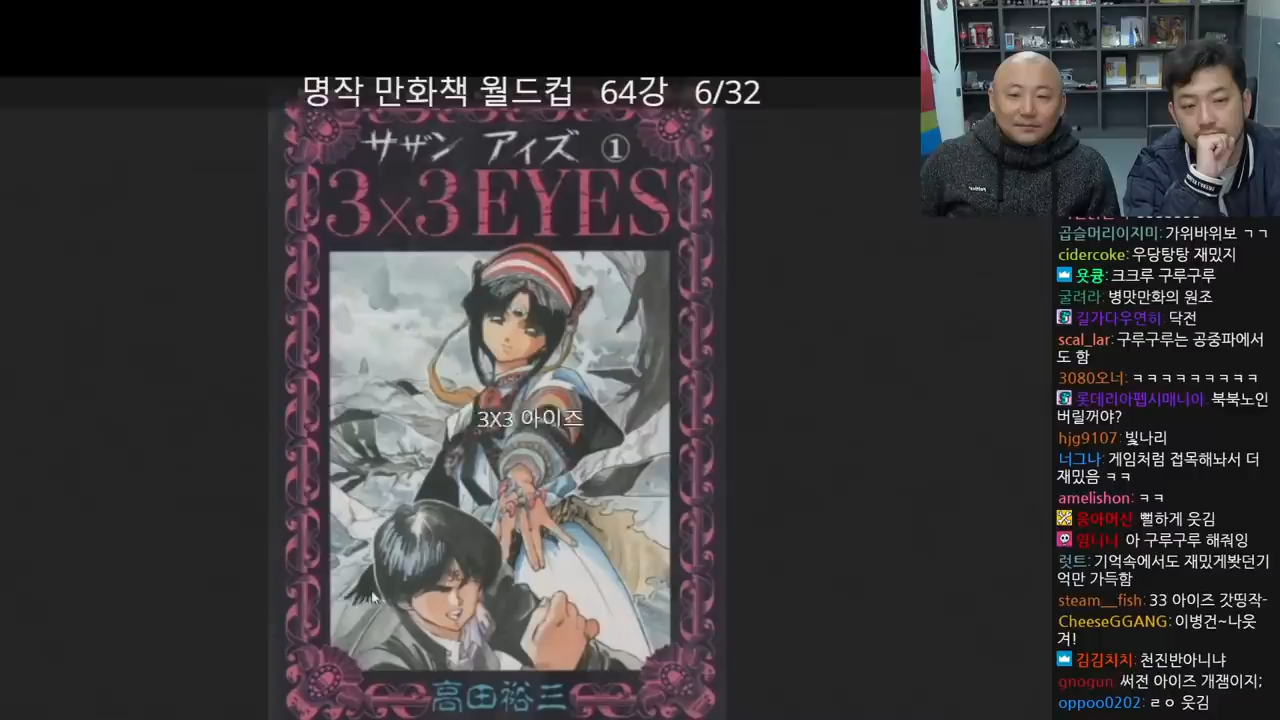 명작 만화책 월드컵 64강 6/32
サザン アイズ ①
3×3 EYES
3X3 아이즈
高田裕三
곱슬머리이지미: 가위바위보 ㄱㄱ
cidercoke: 우당탕탕 재밌지
욧큥: 크크루 구루구루
굴려라: 병맛만화의 원조
길가다우연히: 닥전
scal_lar: 구루구루는 공중파에서
도 함
3080오너: ㅋㅋㅋㅋㅋㅋㅋㅋㅋ
롯데리아펩시매니아: 북북노인
버릴꺼야?
hjg9107: 빛나리
너그나: 게임처럼 접목해놔서 더
재밌음 ㅋㅋ
amelishon: ㅋㅋ
응아머신: 뻘하게 웃김
임니니: 아 구루구루 해줘잉
럿트: 기억속에서도 재밌게봣던기
억만 가득함
steam__fish: 33 아이즈 갓띵작-
CheeseGGANG: 이병건~나웃
겨!
김김치치: 천진반아니냐
gnogun: 써전 아이즈 개잼이지;
oppoo0202: ㄹㅇ 웃김